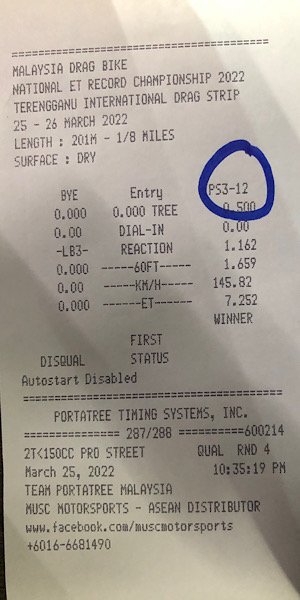 ==============================
MALAYSIA DRAG BIKE
NATIONAL ET RECORD CHAMPIONSHIP 2022
TERENGGANU INTERNATIONAL DRAG STRIP
25 - 26 MARCH 2022
LENGTH : 201M - 1/8 MILES
SURFACE : DRY
BYE Entry PS3-12
0.000 0.000 TREE 0.500
0.00 DIAL-IN 0.00
-LB3- REACTION 1.162
0.000 ------60FT------ 1.659
0.00 ------KM/H------ 145.82
0.000 -------ET------- 7.252
WINNER
FIRST
DISQUAL STATUS
Autostart Disabled
==============================
PORTATREE TIMING SYSTEMS, INC.
=============== 287/288 ==========600214
2T<150CC PRO STREET QUAL RND 4
March 25, 2022 10:35:19 PM
TEAM PORTATREE MALAYSIA
MUSC MOTORSPORTS - ASEAN DISTRIBUTOR
www.facebook.com/muscmotorsports
+6016-6681490